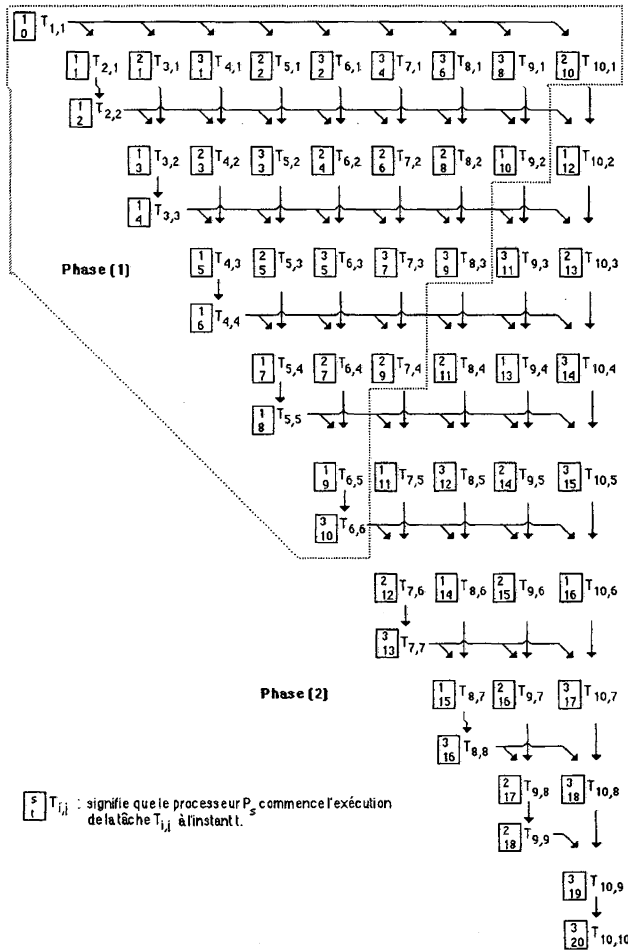 1 0 T1,1
1 1 T2,1 2 1 T3,1 3 1 T4,1 2 2 T5,1 3 2 T6,1 3 4 T7,1 3 6 T8,1 3 8 T9,1 2 10 T10,1
1 2 T2,2
1 3 T3,2 2 3 T4,2 3 3 T5,2 2 4 T6,2 2 6 T7,2 2 8 T8,2 1 10 T9,2 1 12 T10,2
1 4 T3,3
1 5 T4,3 2 5 T5,3 3 5 T6,3 3 7 T7,3 3 9 T8,3 3 11 T9,3 2 13 T10,3
Phase (1)
1 6 T4,4
1 7 T5,4 2 7 T6,4 2 9 T7,4 2 11 T8,4 1 13 T9,4 3 14 T10,4
1 8 T5,5
1 9 T6,5 1 11 T7,5 3 12 T8,5 2 14 T9,5 3 15 T10,5
3 10 T6,6
2 12 T7,6 1 14 T8,6 2 15 T9,6 1 16 T10,6
3 13 T7,7
Phase (2)
1 15 T8,7 2 16 T9,7 3 17 T10,7
3 16 T8,8
2 17 T9,8 3 18 T10,8
s t Ti,j : signifie que le processeur Ps commence l'exécution
de la tâche Ti,j à l'instant t.
2 18 T9,9
3 19 T10,9
3 20 T10,10